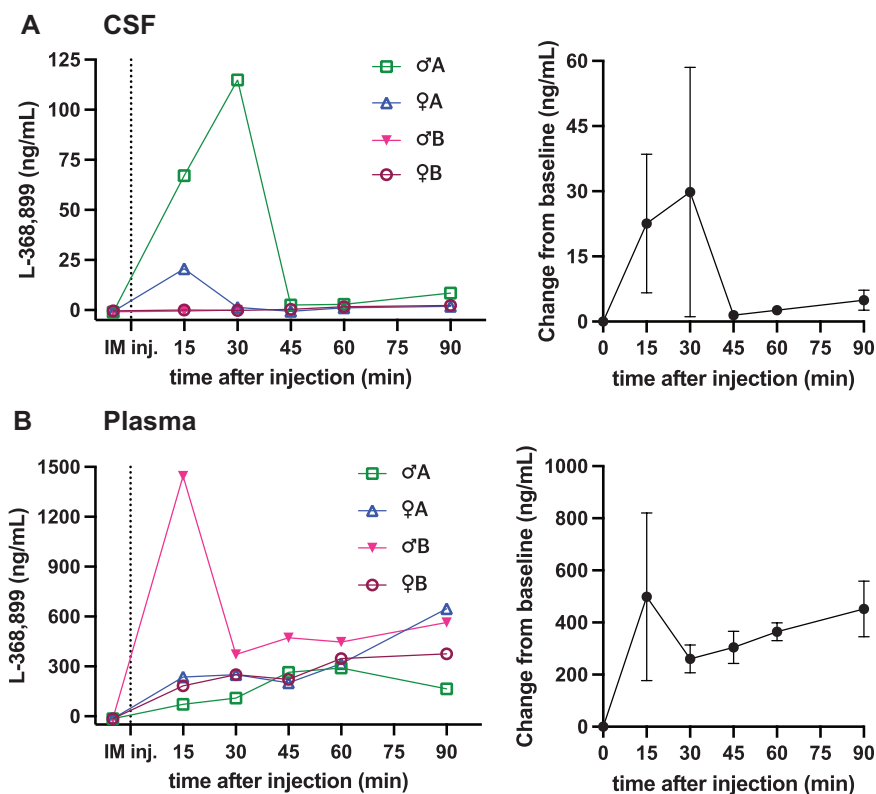 A CSF
L-368,899 (ng/mL)
125
100
75
50
25
0
♂A
♀A
♂B
♀B
IM inj. 15 30 45 60 75 90
time after injection (min)
Change from baseline (ng/mL)
60
45
30
15
0
0 15 30 45 60 75 90
time after injection (min)
B Plasma
L-368,899 (ng/mL)
1500
1200
900
600
300
0
♂A
♀A
♂B
♀B
IM inj. 15 30 45 60 75 90
time after injection (min)
Change from baseline (ng/mL)
1000
800
600
400
200
0
0 15 30 45 60 75 90
time after injection (min)